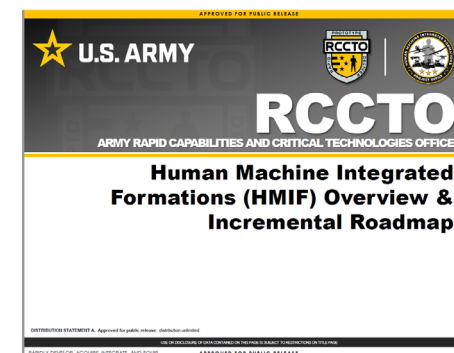 APPROVED FOR PUBLIC RELEASE
U.S. ARMY
PROTOTYPE
RCCTO
RCCTO
ARMY RAPID CAPABILITIES AND CRITICAL TECHNOLOGIES OFFICE
Human Machine Integrated
Formations (HMIF) Overview &
Incremental Roadmap
DISTRIBUTION STATEMENT A. Approved for public release: distribution unlimited.
USE OR DISCLOSURE OF DATA CONTAINED ON THIS PAGE IS SUBJECT TO RESTRICTIONS ON TITLE PAGE
APPROVED FOR PUBLIC RELEASE